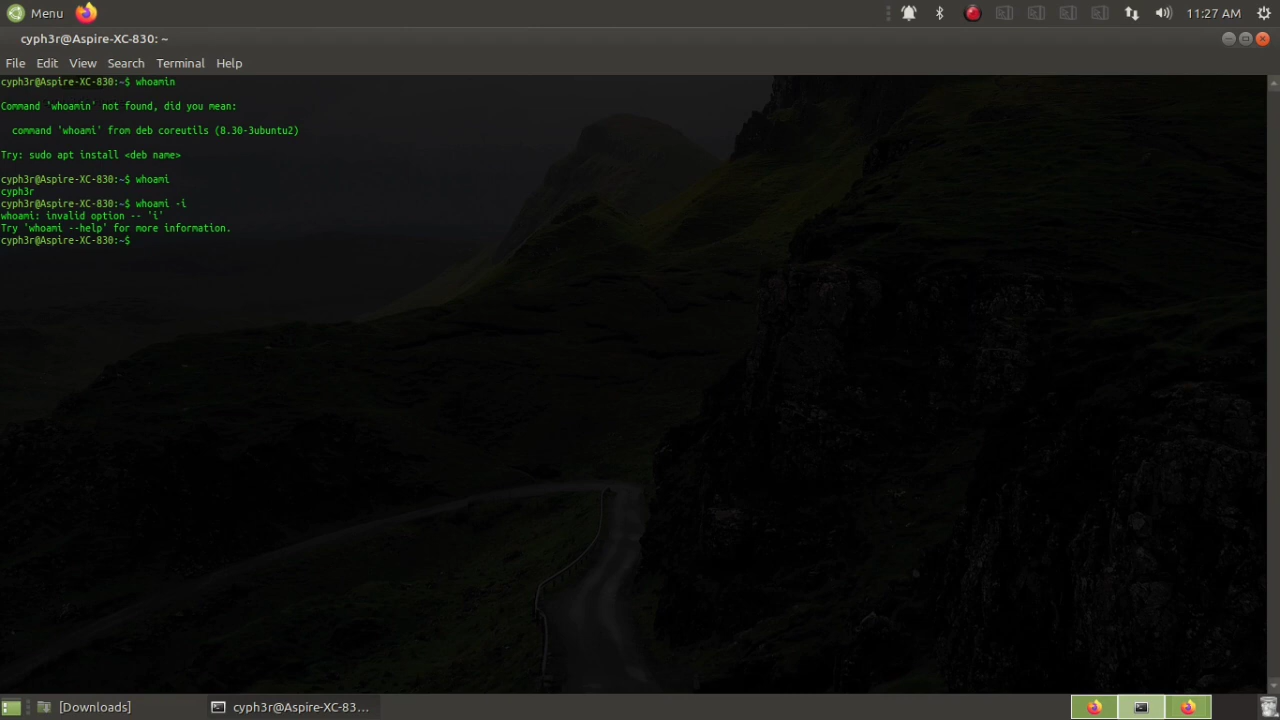 Menu
11:27 AM
cyph3r@Aspire-XC-830: ~
File Edit View Search Terminal Help
cyph3r@Aspire-XC-830:~$ whoamin
Command 'whoamin' not found, did you mean:
command 'whoami' from deb coreutils (8.30-3ubuntu2)
Try: sudo apt install <deb name>
cyph3r@Aspire-XC-830:~$ whoami
cyph3r
cyph3r@Aspire-XC-830:~$ whoami -i
whoami: invalid option -- 'i'
Try 'whoami --help' for more information.
cyph3r@Aspire-XC-830:~$
[Downloads] cyph3r@Aspire-XC-83...